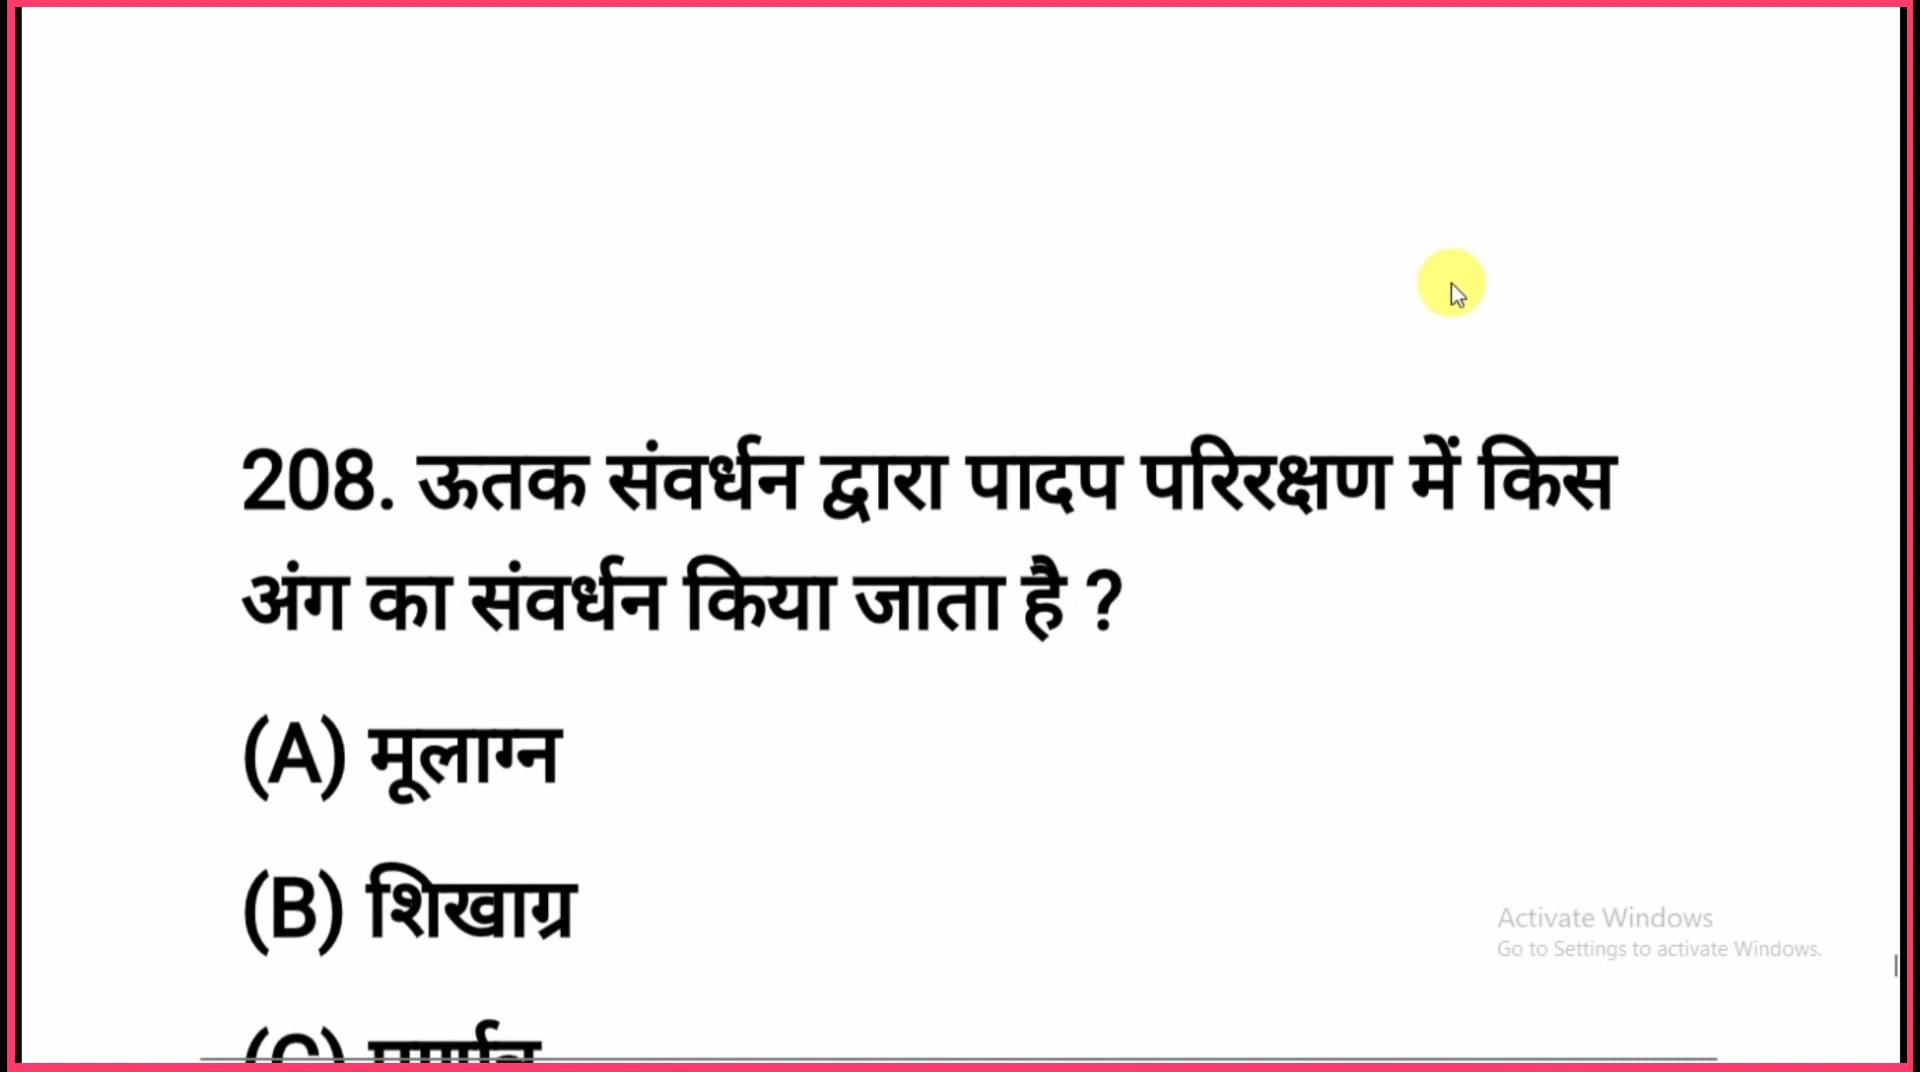 208. ऊतक संवर्धन द्वारा पादप परिरक्षण में किस
अंग का संवर्धन किया जाता है ?
(A) मूलाग्न
(B) शिखाग्र
Activate Windows
Go to Settings to activate Windows.
(C)